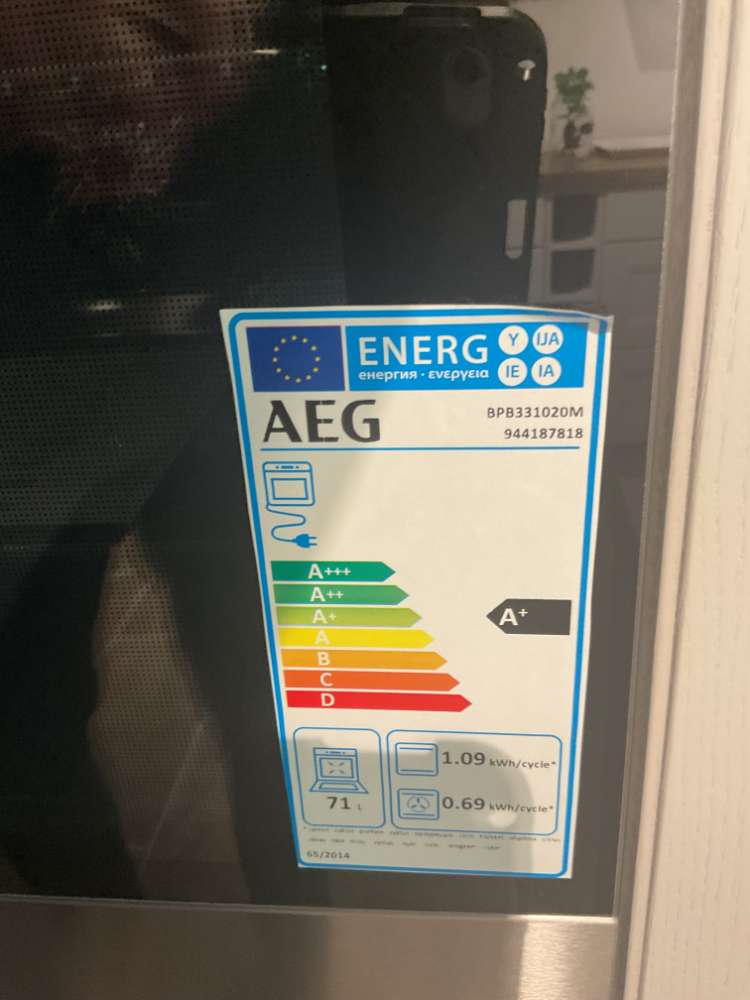 ENERG Y IJA
енергия · ενεργεια IE IA
AEG
BPB331020M
944187818
A+++
A++
A+
A
B
C
D
A+
71 L
1.09 kWh/cycle*
0.69 kWh/cycle*
65/2014